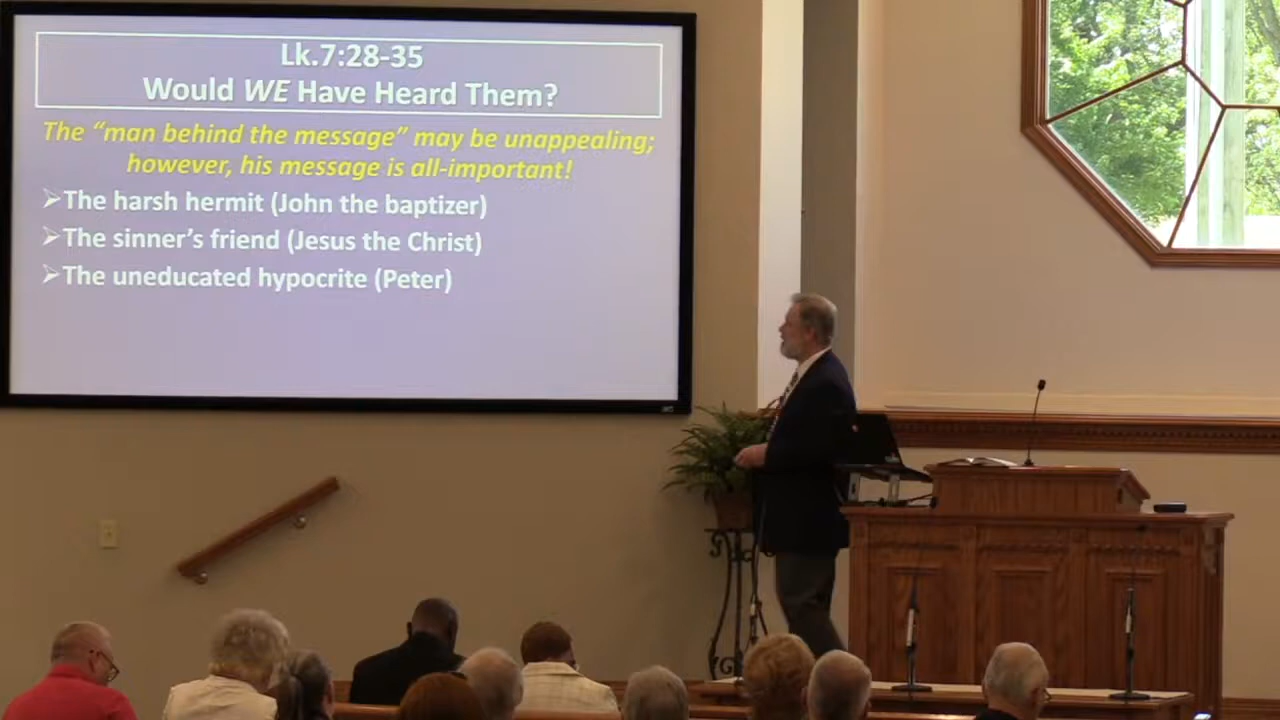 Lk.7:28-35
Would WE Have Heard Them?
The “man behind the message” may be unappealing;
however, his message is all-important!
➢The harsh hermit (John the baptizer)
➢The sinner’s friend (Jesus the Christ)
➢The uneducated hypocrite (Peter)